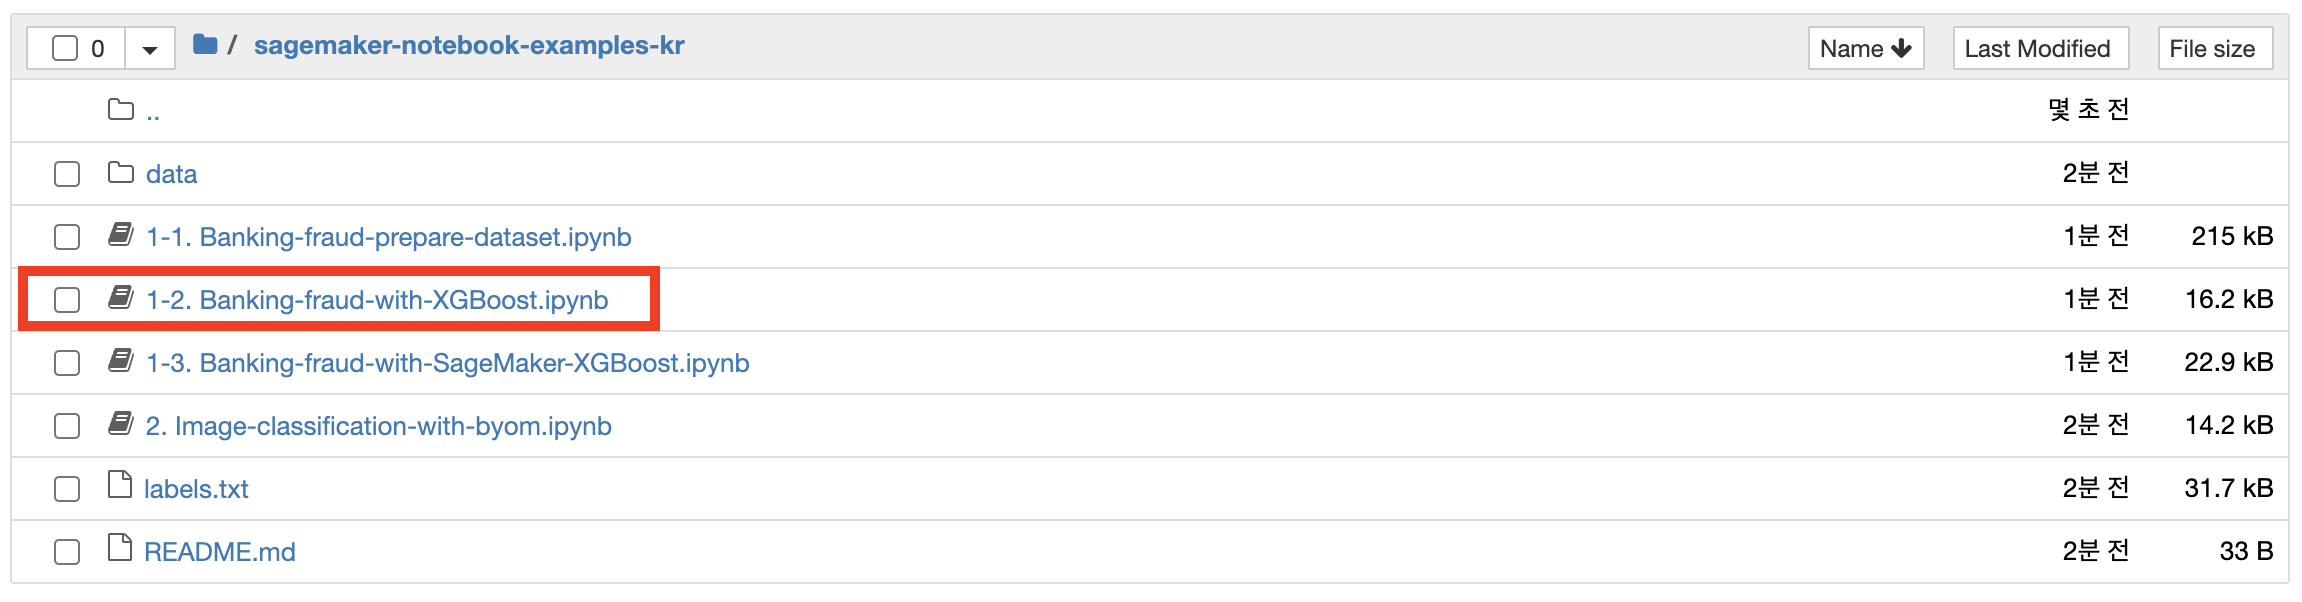 0 / sagemaker-notebook-examples-kr Name Last Modified File size
.. 몇 초 전
data 2분 전
1-1. Banking-fraud-prepare-dataset.ipynb 1분 전 215 kB
1-2. Banking-fraud-with-XGBoost.ipynb 1분 전 16.2 kB
1-3. Banking-fraud-with-SageMaker-XGBoost.ipynb 1분 전 22.9 kB
2. Image-classification-with-byom.ipynb 2분 전 14.2 kB
labels.txt 2분 전 31.7 kB
README.md 2분 전 33 B